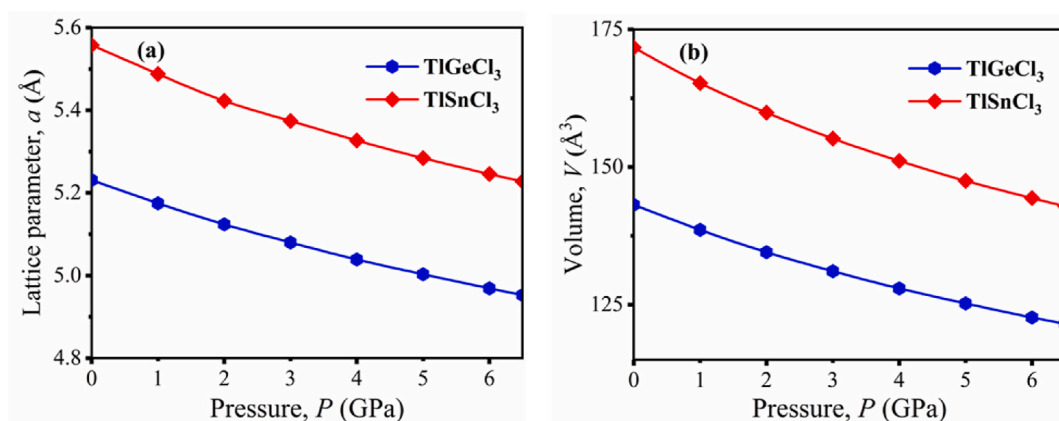 5.6
5.4
5.2
5.0
4.8
Lattice parameter, a (Å)
(a)
TlGeCl₃
TlSnCl₃
0 1 2 3 4 5 6
Pressure, P (GPa)
175
150
125
Volume, V (Å³)
(b)
TlGeCl₃
TlSnCl₃
0 1 2 3 4 5 6
Pressure, P (GPa)